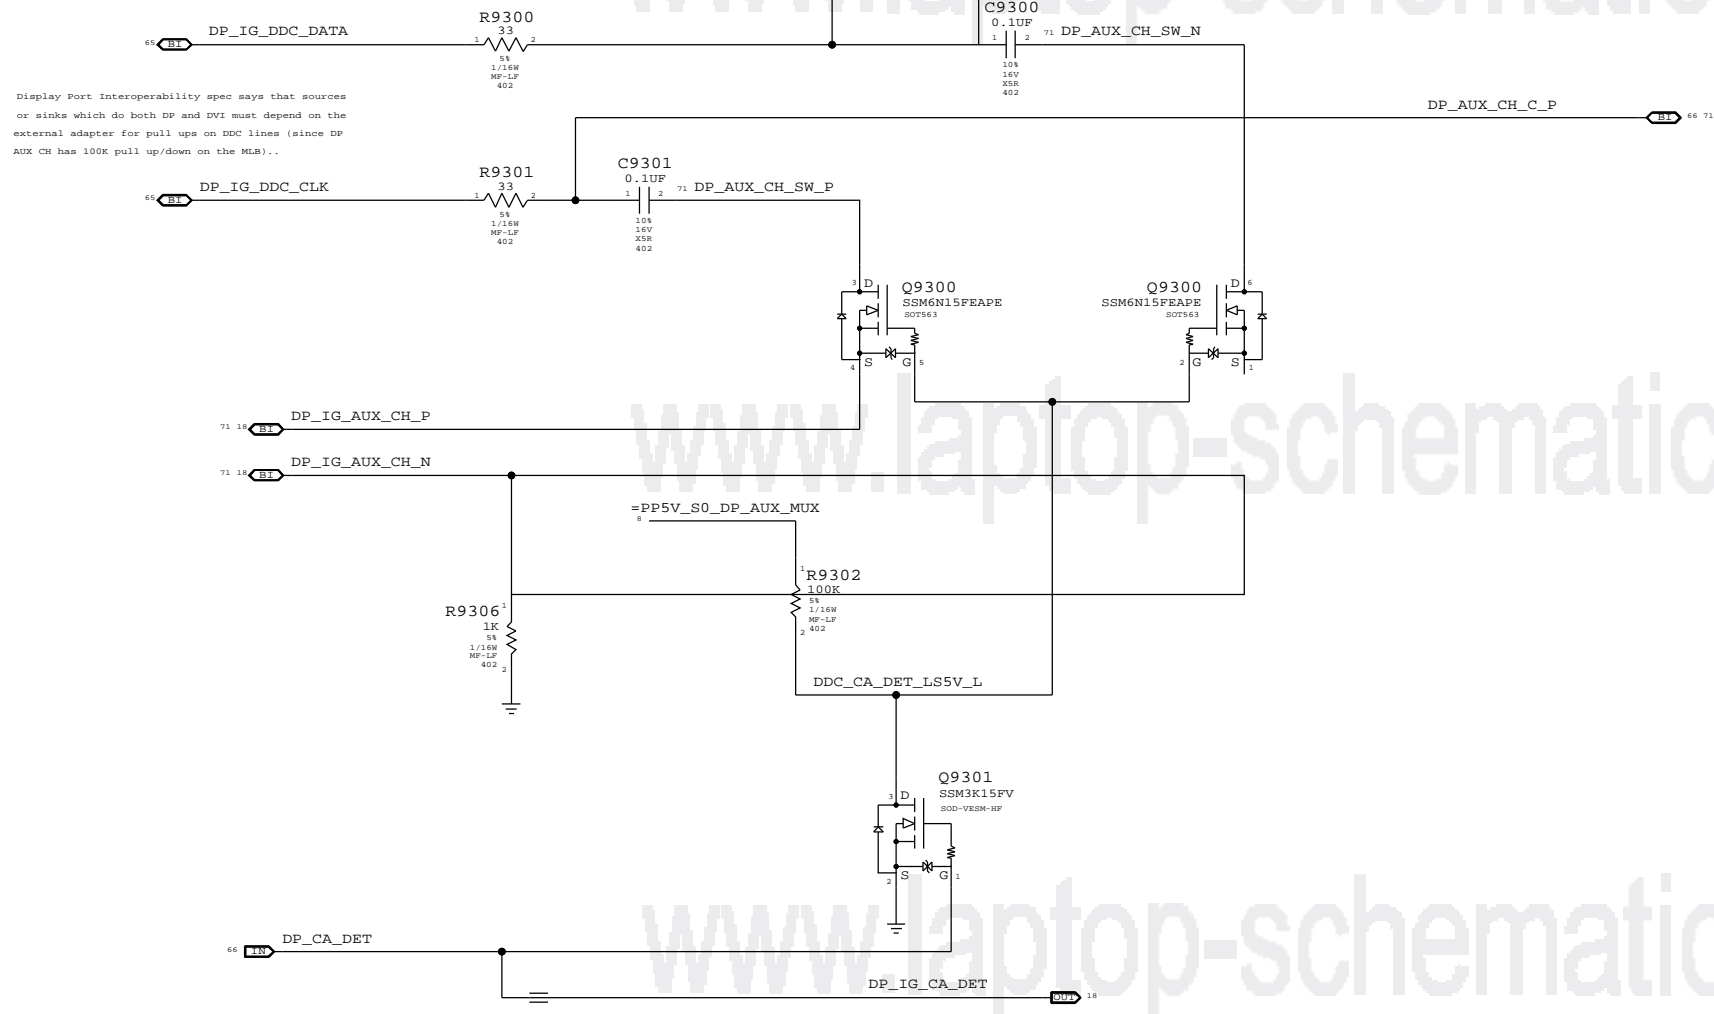 www.laptop-schematic
C9300
0.1UF
1 2
10%
16V
X5R
402
71 DP_AUX_CH_SW_N
R9300
33
1 2
5%
1/16W
MF-LF
402
65 BI DP_IG_DDC_DATA
Display Port Interoperability spec says that sources
or sinks which do both DP and DVI must depend on the
external adapter for pull ups on DDC lines (since DP
AUX CH has 100K pull up/down on the MLB)..
DP_AUX_CH_C_P
BI 66 71
65 BI DP_IG_DDC_CLK
R9301
33
1 2
5%
1/16W
MF-LF
402
C9301
0.1UF
1 2
10%
16V
X5R
402
71 DP_AUX_CH_SW_P
3 D
Q9300
SSM6N15FEAPE
SOT563
S G 5
4
Q9300
SSM6N15FEAPE
SOT563
D 6
2 G S
1
www.laptop-schematic
71 18 BI DP_IG_AUX_CH_P
71 18 BI DP_IG_AUX_CH_N
=PP5V_S0_DP_AUX_MUX
8
1
R9302
100K
5%
1/16W
MF-LF
402
2
R9306
1
1K
5%
1/16W
MF-LF
402
2
DDC_CA_DET_LS5V_L
Q9301
SSM3K15FV
SOD-VESM-HF
3 D
S G 1
2
www.laptop-schematic
66 IN DP_CA_DET
DP_IG_CA_DET
OUT 18